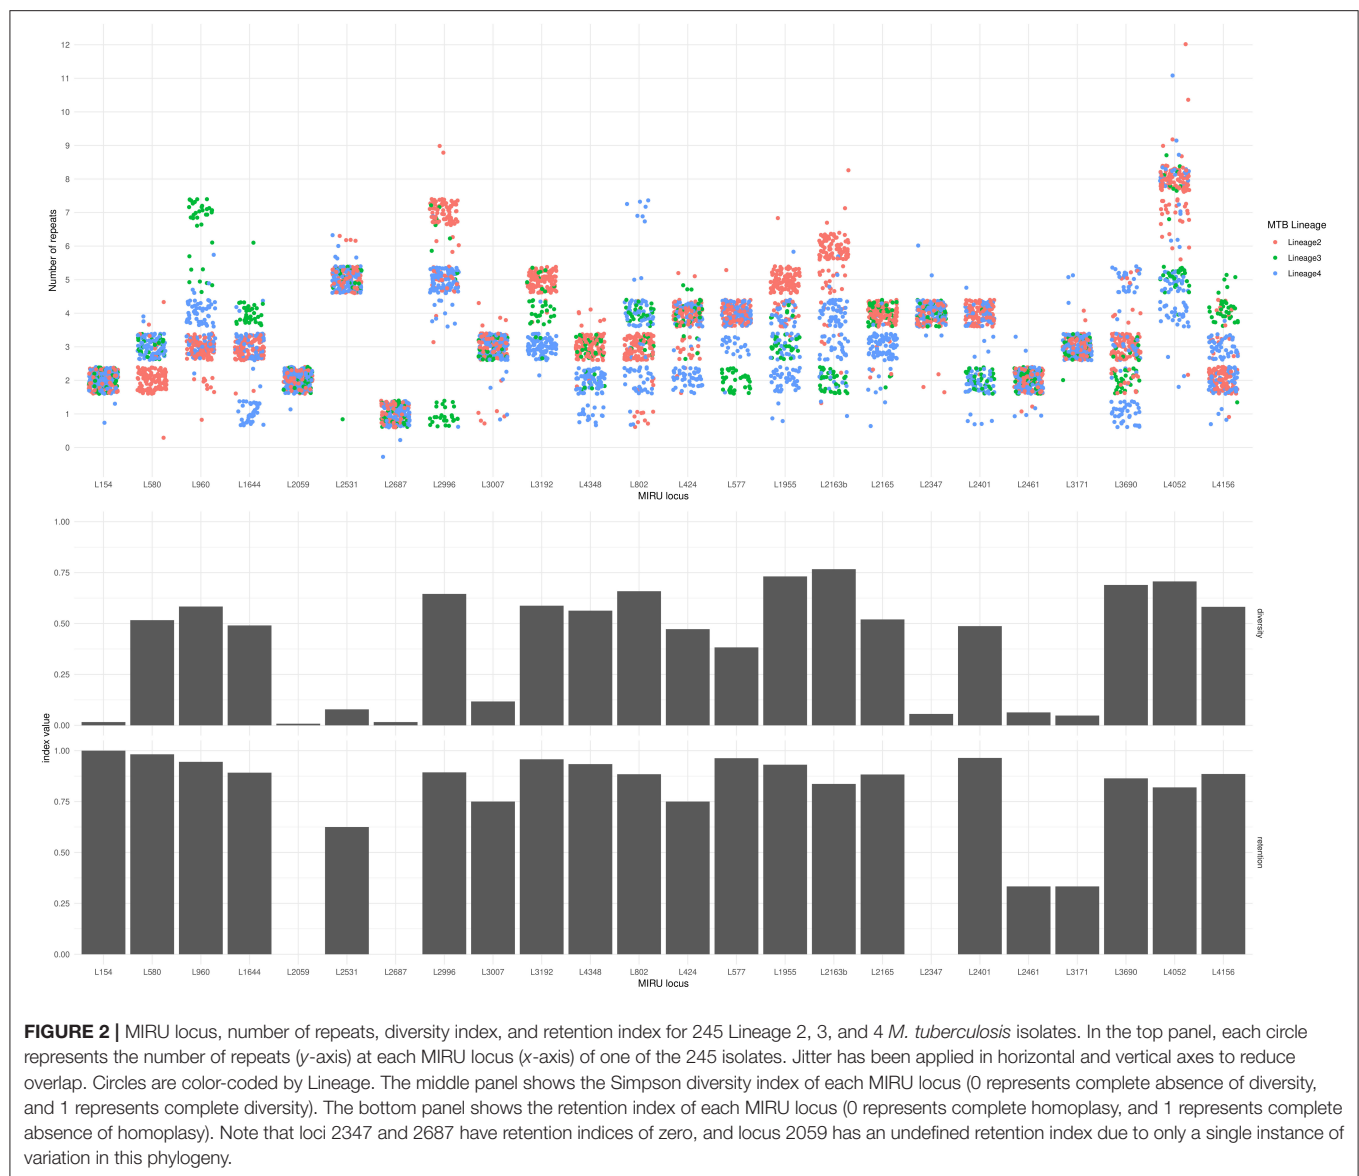 12
11
10
9
8
7
6
5
4
3
2
1
0
Number of repeats
L154 L580 L960 L1644 L2059 L2531 L2687 L2996 L3007 L3192 L4348 L802 L424 L577 L1955 L2163b L2165 L2347 L2401 L2461 L3171 L3690 L4052 L4156
MIRU locus
MTB Lineage
Lineage2
Lineage3
Lineage4
1.00
0.75
0.50
0.25
0.00
diversity
index value
1.00
0.75
0.50
0.25
0.00
retention
L154 L580 L960 L1644 L2059 L2531 L2687 L2996 L3007 L3192 L4348 L802 L424 L577 L1955 L2163b L2165 L2347 L2401 L2461 L3171 L3690 L4052 L4156
MIRU locus
FIGURE 2 | MIRU locus, number of repeats, diversity index, and retention index for 245 Lineage 2, 3, and 4 M. tuberculosis isolates. In the top panel, each circle
represents the number of repeats (y-axis) at each MIRU locus (x-axis) of one of the 245 isolates. Jitter has been applied in horizontal and vertical axes to reduce
overlap. Circles are color-coded by Lineage. The middle panel shows the Simpson diversity index of each MIRU locus (0 represents complete absence of diversity,
and 1 represents complete diversity). The bottom panel shows the retention index of each MIRU locus (0 represents complete homoplasy, and 1 represents complete
absence of homoplasy). Note that loci 2347 and 2687 have retention indices of zero, and locus 2059 has an undefined retention index due to only a single instance of
variation in this phylogeny.